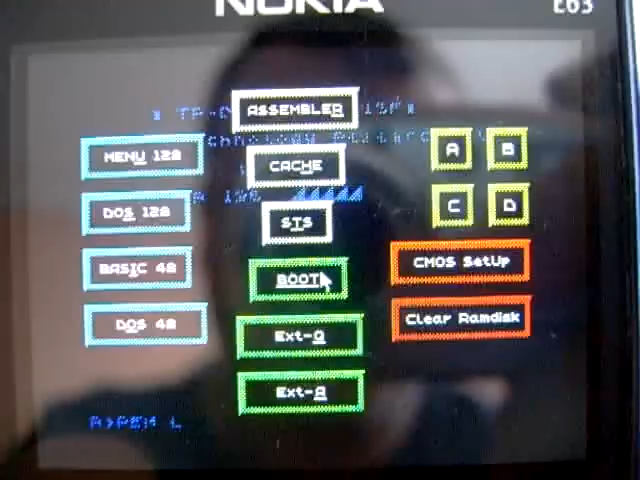 NOKIA
E63
ASSEMBLER
MENU 128
CACHE
A
B
DOS 128
STS
C
D
BASIC 48
BOOT
CMOS SetUp
DOS 48
Ext-Q
Clear Ramdisk
Ext-A